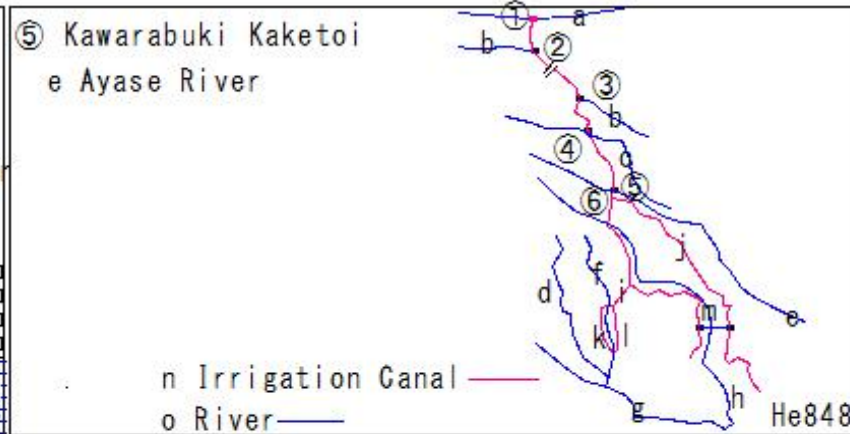 ⑤ Kawarabuki Kaketoi
e Ayase River
① a
b ②
③
b
④ c
⑤
⑥
j
d f i
e
m
k l
n Irrigation Canal
h
o River
g
He848